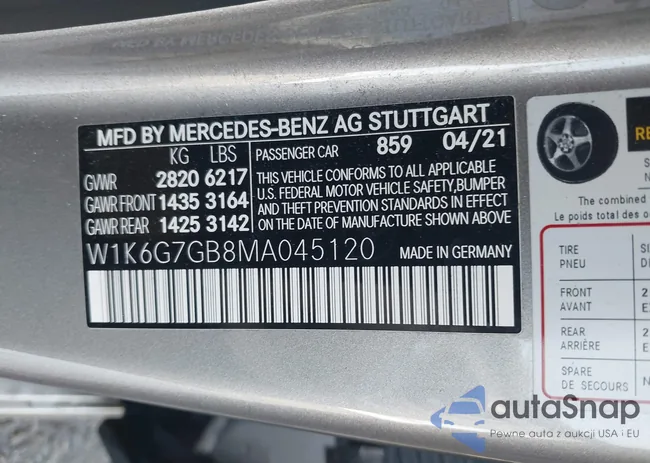 MFD BY MERCEDES-BENZ AG STUTTGART
KG LBS PASSENGER CAR 859 04/21
GVWR 2820 6217
GAWR FRONT 1435 3164
GAWR REAR 1425 3142
THIS VEHICLE CONFORMS TO ALL APPLICABLE
U.S. FEDERAL MOTOR VEHICLE SAFETY, BUMPER
AND THEFT PREVENTION STANDARDS IN EFFECT
ON THE DATE OF MANUFACTURE SHOWN ABOVE.
W1K6G7GB8MA045120 MADE IN GERMANY
The combined
Le poids total des
TIRE
PNEU
FRONT
AVANT
REAR
ARRIÈRE
SPARE
DE SECOURS
autoSnap
Pewne auta z aukcji USA i EU